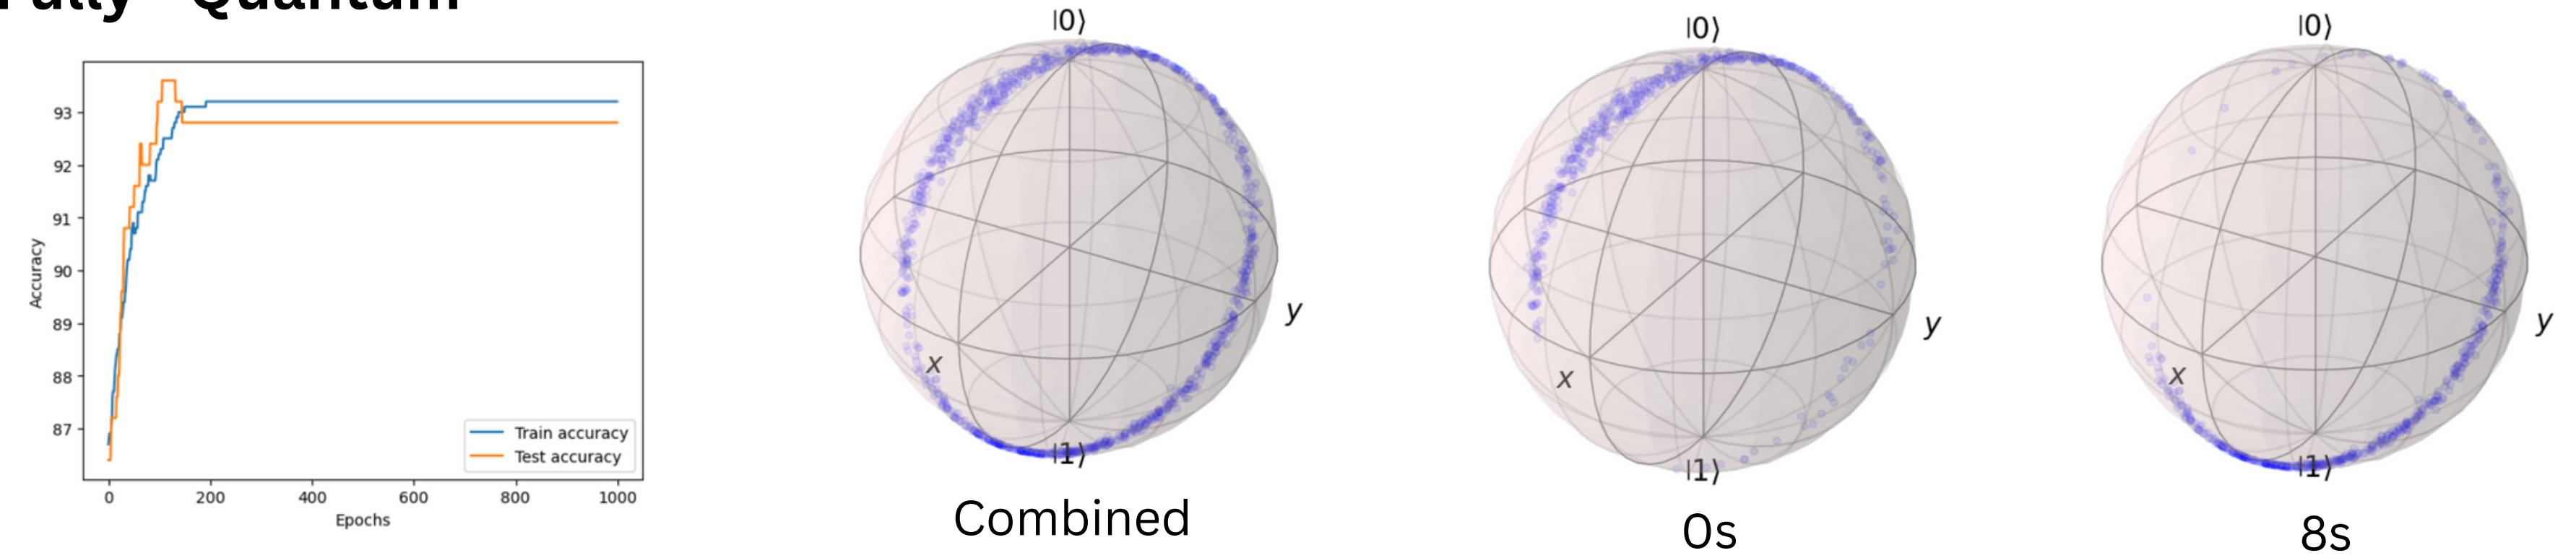 Fully - Quantum
93
92
91
90
89
88
87
Accuracy
0 200 400 600 800 1000
Epochs
Train accuracy
Test accuracy
|0⟩
x
y
|1⟩
Combined
|0⟩
x
y
|1⟩
0s
|0⟩
x
y
|1⟩
8s